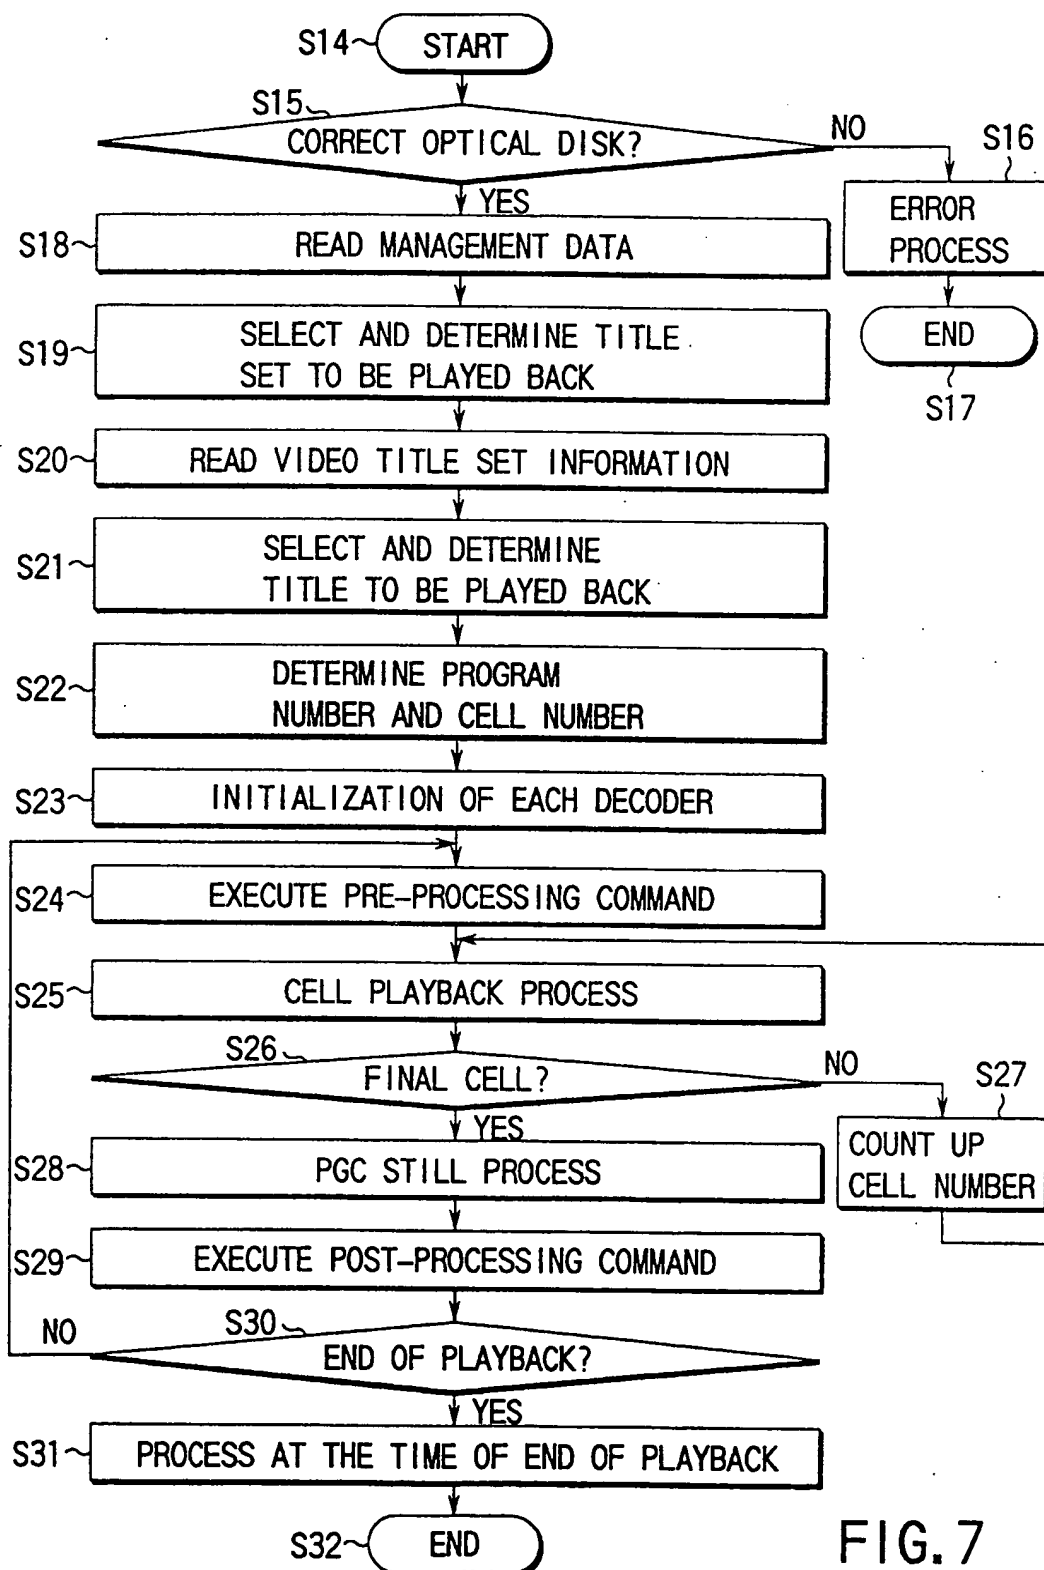 S14
START
S15
CORRECT OPTICAL DISK?
NO
S16
YES
ERROR
PROCESS
S18
READ MANAGEMENT DATA
END
S17
S19
SELECT AND DETERMINE TITLE
SET TO BE PLAYED BACK
S20
READ VIDEO TITLE SET INFORMATION
S21
SELECT AND DETERMINE
TITLE TO BE PLAYED BACK
S22
DETERMINE PROGRAM
NUMBER AND CELL NUMBER
S23
INITIALIZATION OF EACH DECODER
S24
EXECUTE PRE-PROCESSING COMMAND
S25
CELL PLAYBACK PROCESS
S26
FINAL CELL?
NO
S27
YES
COUNT UP
CELL NUMBER
S28
PGC STILL PROCESS
S29
EXECUTE POST-PROCESSING COMMAND
S30
NO
END OF PLAYBACK?
YES
S31
PROCESS AT THE TIME OF END OF PLAYBACK
S32
END
FIG. 7